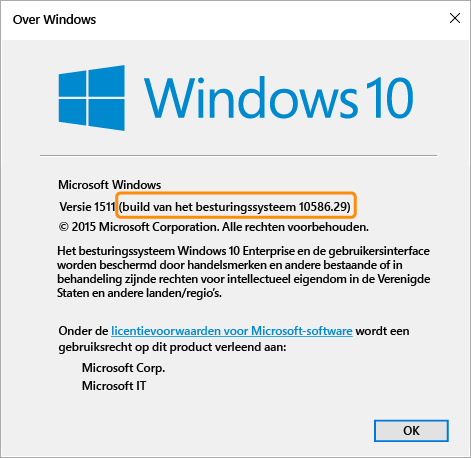 Over Windows
Windows 10
Microsoft Windows
Versie 1511 (build van het besturingssysteem 10586.29)
© 2015 Microsoft Corporation. Alle rechten voorbehouden.
Het besturingssysteem Windows 10 Enterprise en de gebruikersinterface
worden beschermd door handelsmerken en andere bestaande of in
behandeling zijnde rechten voor intellectueel eigendom in de Verenigde
Staten en andere landen/regio's.
Onder de licentievoorwaarden voor Microsoft-software wordt een
gebruiksrecht op dit product verleend aan:
Microsoft Corp.
Microsoft IT
OK